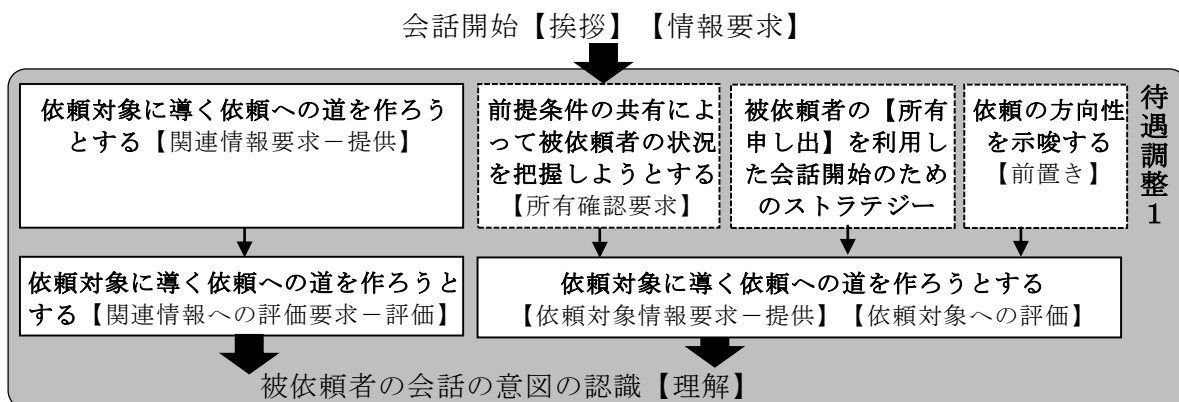 会話開始【挨拶】【情報要求】
依頼対象に導く依頼への道を作ろう
とする【関連情報要求－提供】
前提条件の共有によ
って被依頼者の状況
を把握しようとする
【所有確認要求】
被依頼者の【所有
申し出】を利用し
た会話開始のため
のストラテジー
依頼の方向性
を示唆する
【前置き】
待遇調整１
依頼対象に導く依頼への道を作ろうと
する【関連情報への評価要求－評価】
依頼対象に導く依頼への道を作ろうとする
【依頼対象情報要求－提供】【依頼対象への評価】
被依頼者の会話の意図の認識【理解】